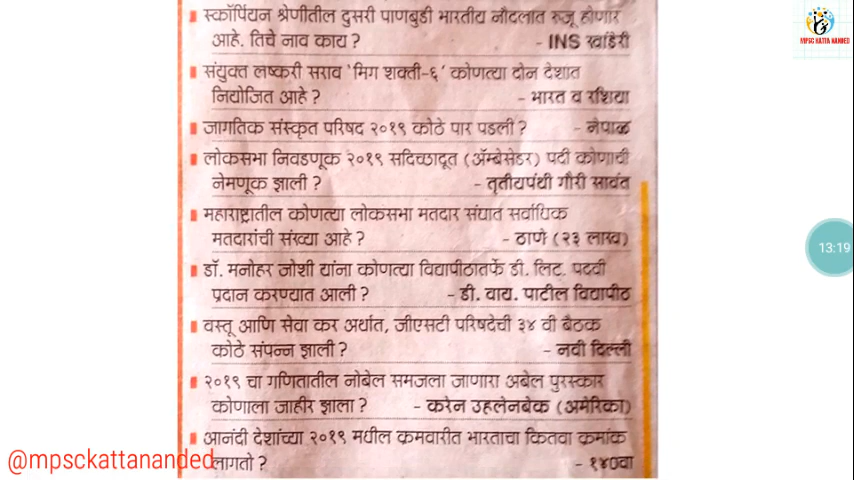 स्कॉर्पियन श्रेणीतील दुसरी पाणबुडी भारतीय नौदलात रुजू होणार
आहे. तिचे नाव काय ? - INS खांडेरी
संयुक्त लष्करी सराव 'मिग शक्ती-६' कोणत्या दोन देशात
नियोजित आहे ? - भारत व रशिया
जागतिक संस्कृत परिषद २०१९ कोठे पार पडली ? - नेपाळ
लोकसभा निवडणूक २०१९ सदिच्छादूत (ॲम्बेसेडर) पदी कोणाची
नेमणूक झाली ? - तृतीयपंथी गौरी सावंत
महाराष्ट्रातील कोणत्या लोकसभा मतदार संघात सर्वाधिक
मतदारांची संख्या आहे ? - ठाणे (२३ लाख)
डॉ. मनोहर जोशी यांना कोणत्या विद्यापीठातर्फे डी. लिट. पदवी
प्रदान करण्यात आली ? - डी. वाय. पाटील विद्यापीठ
वस्तू आणि सेवा कर अर्थात, जीएसटी परिषदेची ३४ वी बैठक
कोठे संपन्न झाली ? - नवी दिल्ली
२०१९ चा गणितातील नोबेल समजला जाणारा अबेल पुरस्कार
कोणाला जाहीर झाला ? - करेन उहलेनबेक (अमेरिका)
आनंदी देशांच्या २०१९ मधील क्रमवारीत भारताचा कितवा क्रमांक
लागतो ? - १४०वा
MPSC KATTA NANDED
13:19
@mpsckattananded